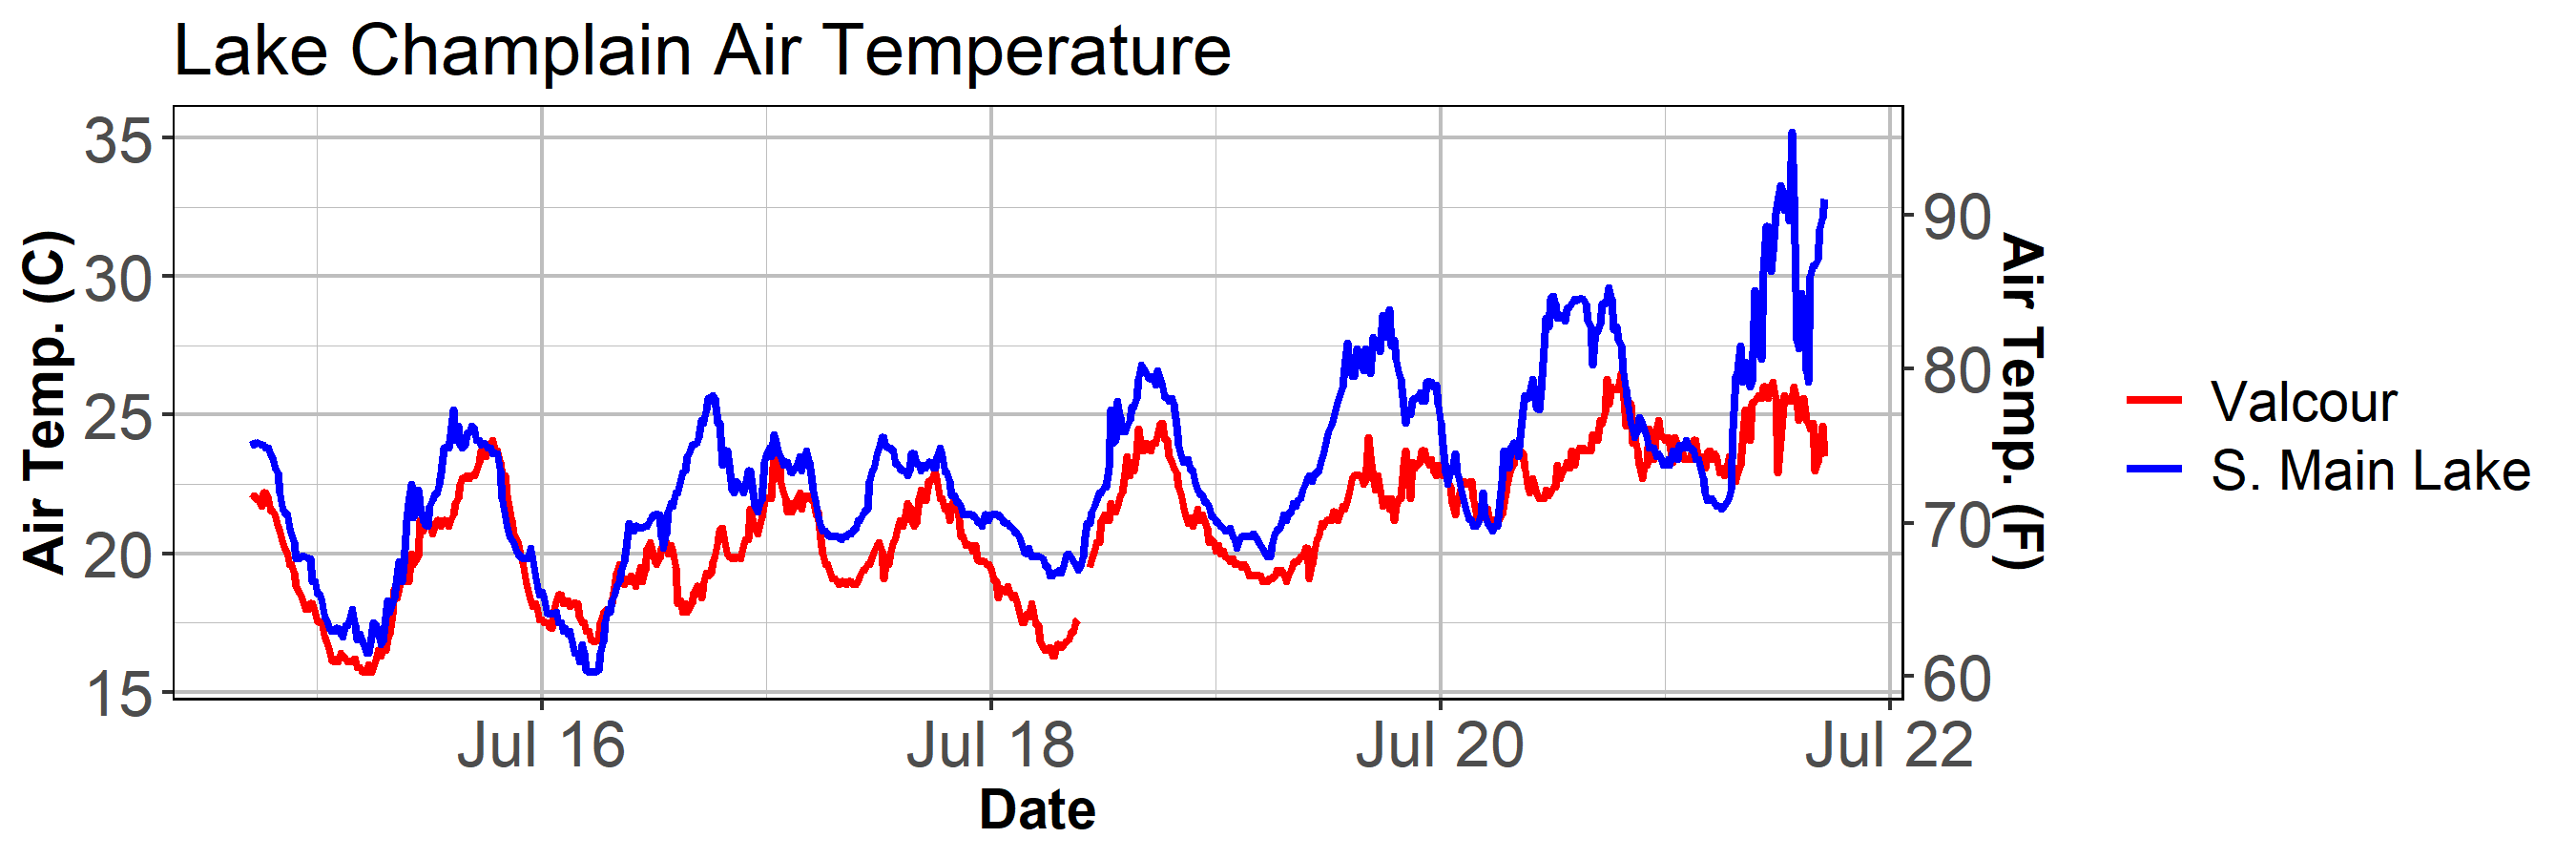 Lake Champlain Air Temperature
Air Temp. (C)
35
30
25
20
15
90
80
70
60
Air Temp. (F)
Jul 16
Jul 18
Jul 20
Jul 22
Date
Valcour
S. Main Lake